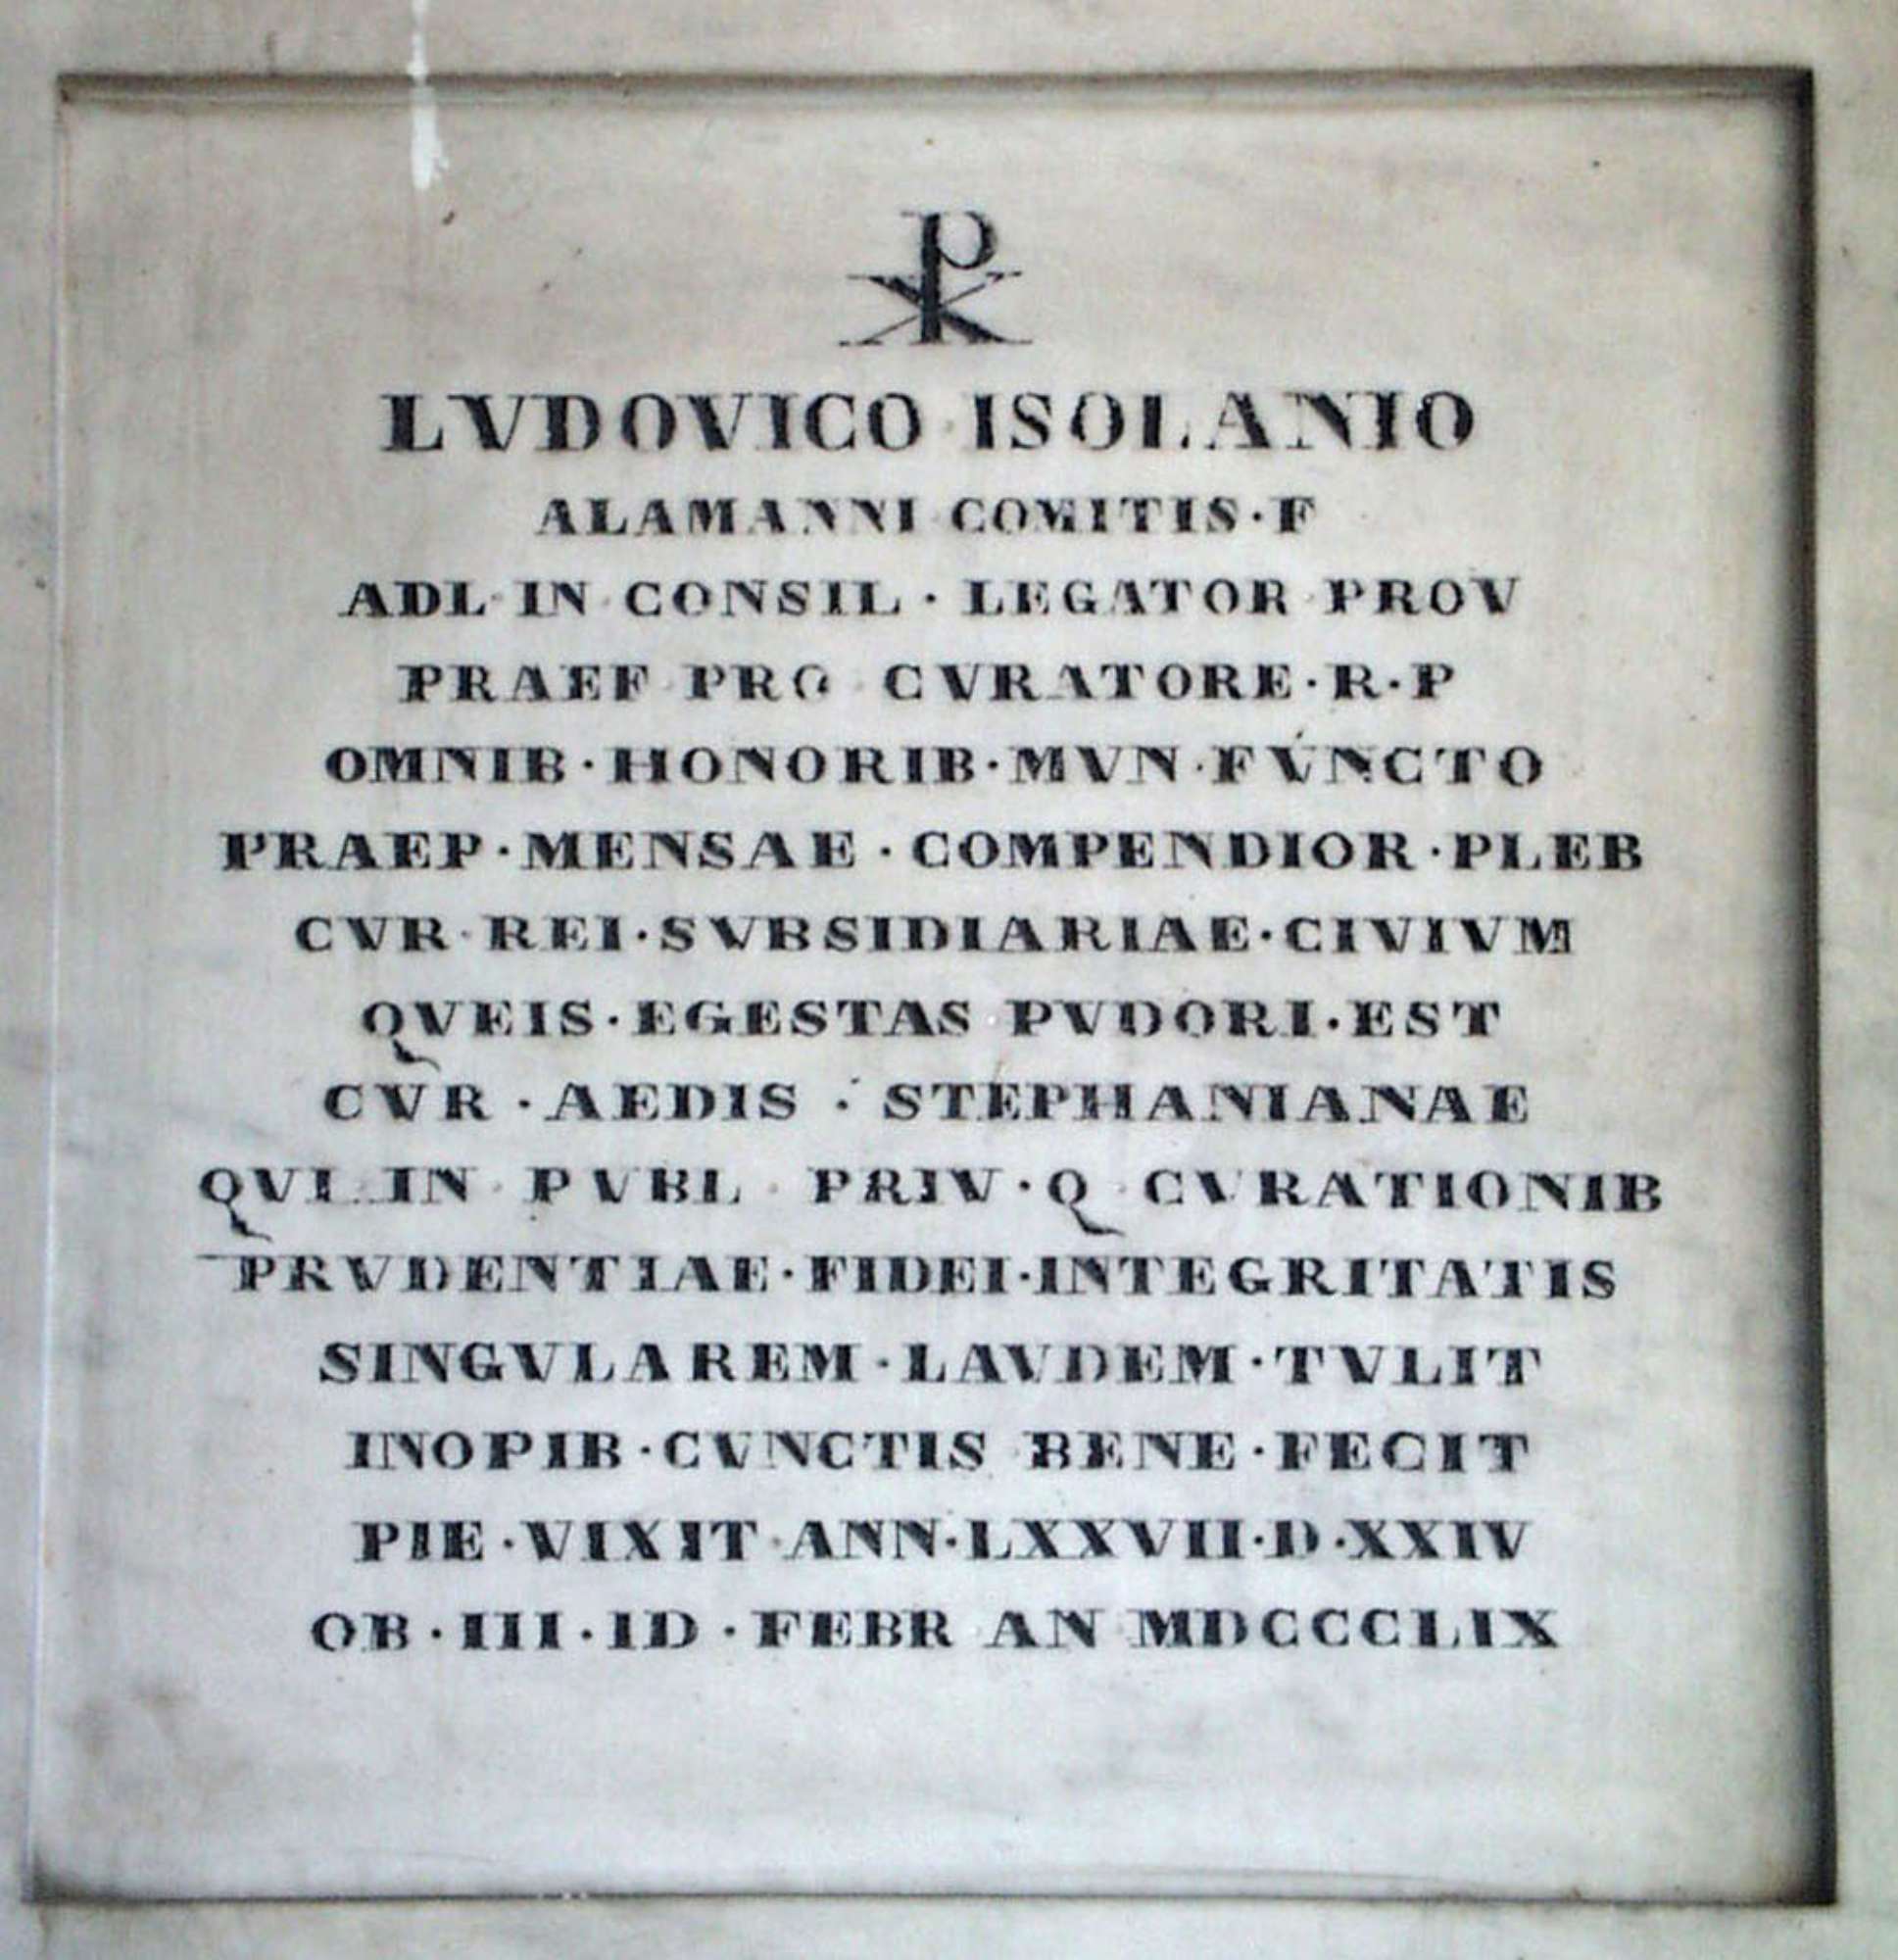 ☧
LVDOVICO · ISOLANIO
ALAMANNI COMITIS · F
ADL · IN · CONSIL · LEGATOR PROV
PRAEF PRO CVRATORE · R · P
OMNIB · HONORIB · MVN · FVNCTO
PRAEP · MENSAE · COMPENDIOR · PLEB
CVR · REI · SVBSIDIARIAE · CIVIVM
QVEIS · EGESTAS PVDORI · EST
CVR · AEDIS · STEPHANIANAE
QVI IN · PVBL · PRIV · Q · CVRATIONIB
PRVDENTIAE · FIDEI · INTEGRITATIS
SINGVLAREM · LAVDEM · TVLIT
INOPIB · CVNCTIS BENE · FECIT
PIE · VIXIT · ANN · LXXVII · D · XXIV
OB · III · ID · FEBR AN MDCCCLIX